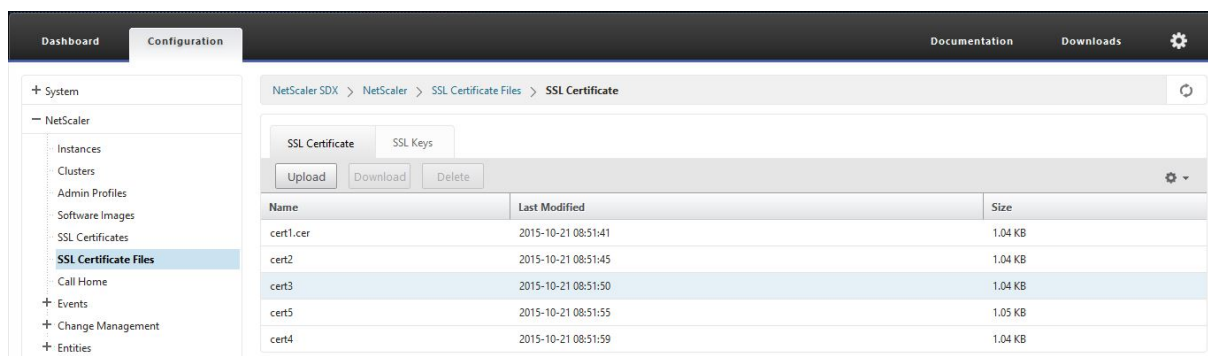 Dashboard Configuration Documentation Downloads
+ System
NetScaler SDX > NetScaler > SSL Certificate Files > SSL Certificate
− NetScaler
Instances
Clusters
Admin Profiles
Software Images
SSL Certificates
SSL Certificate Files
Call Home
+ Events
+ Change Management
+ Entities
SSL Certificate SSL Keys
Upload Download Delete
Name Last Modified Size
cert1.cer 2015-10-21 08:51:41 1.04 KB
cert2 2015-10-21 08:51:45 1.04 KB
cert3 2015-10-21 08:51:50 1.04 KB
cert5 2015-10-21 08:51:55 1.05 KB
cert4 2015-10-21 08:51:59 1.04 KB